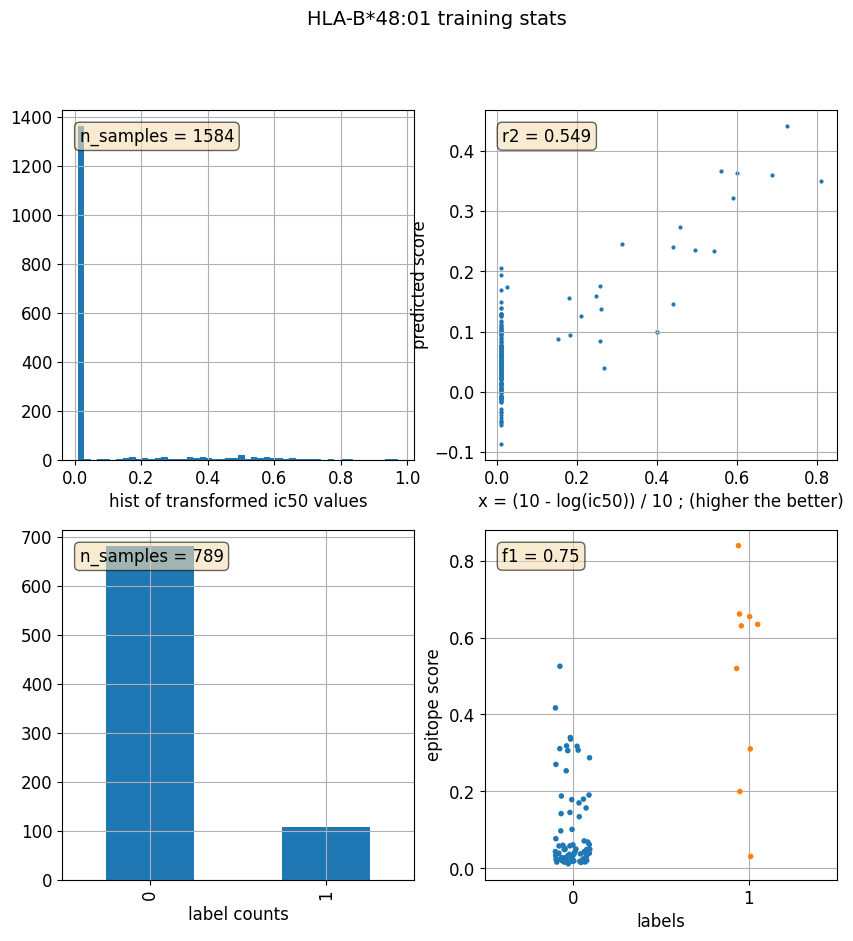 HLA-B*48:01 training stats
n_samples = 1584
1400
1200
1000
800
600
400
200
0
0.0 0.2 0.4 0.6 0.8 1.0
hist of transformed ic50 values
r2 = 0.549
predicted score
0.4
0.3
0.2
0.1
0.0
−0.1
0.0 0.2 0.4 0.6 0.8
x = (10 - log(ic50)) / 10 ; (higher the better)
n_samples = 789
700
600
500
400
300
200
100
0
0 1
label counts
f1 = 0.75
epitope score
0.8
0.6
0.4
0.2
0.0
0 1
labels